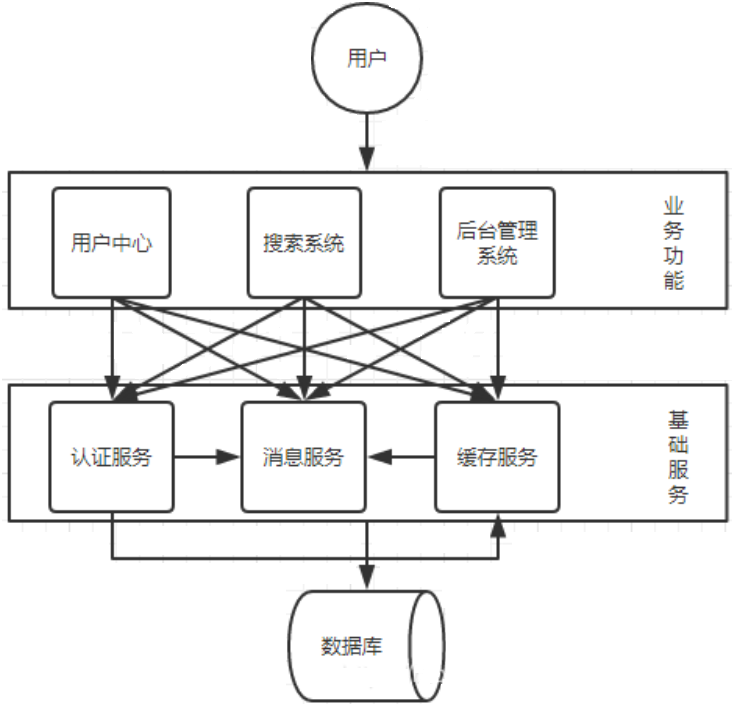 用户
用户中心
搜索系统
后台管理
系统
业
务
功
能
认证服务
消息服务
缓存服务
基
础
服
务
数据库